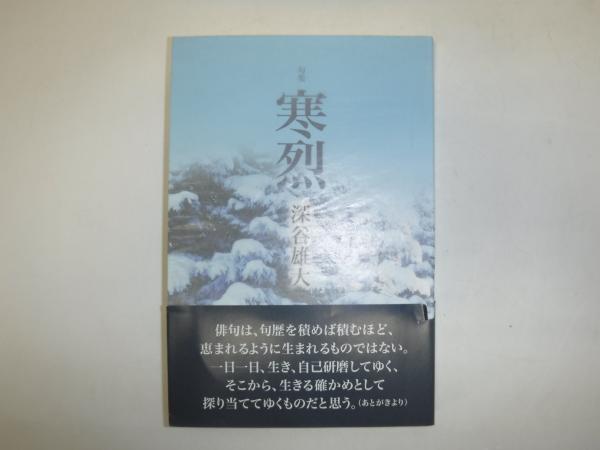 句集
寒烈
深谷雄大
俳句は、句歴を積めば積むほど、
恵まれるように生まれるものではない。
一日一日、生き、自己研磨してゆく、
そこから、生きる確かめとして
探り当ててゆくものだと思う。（あとがきより）